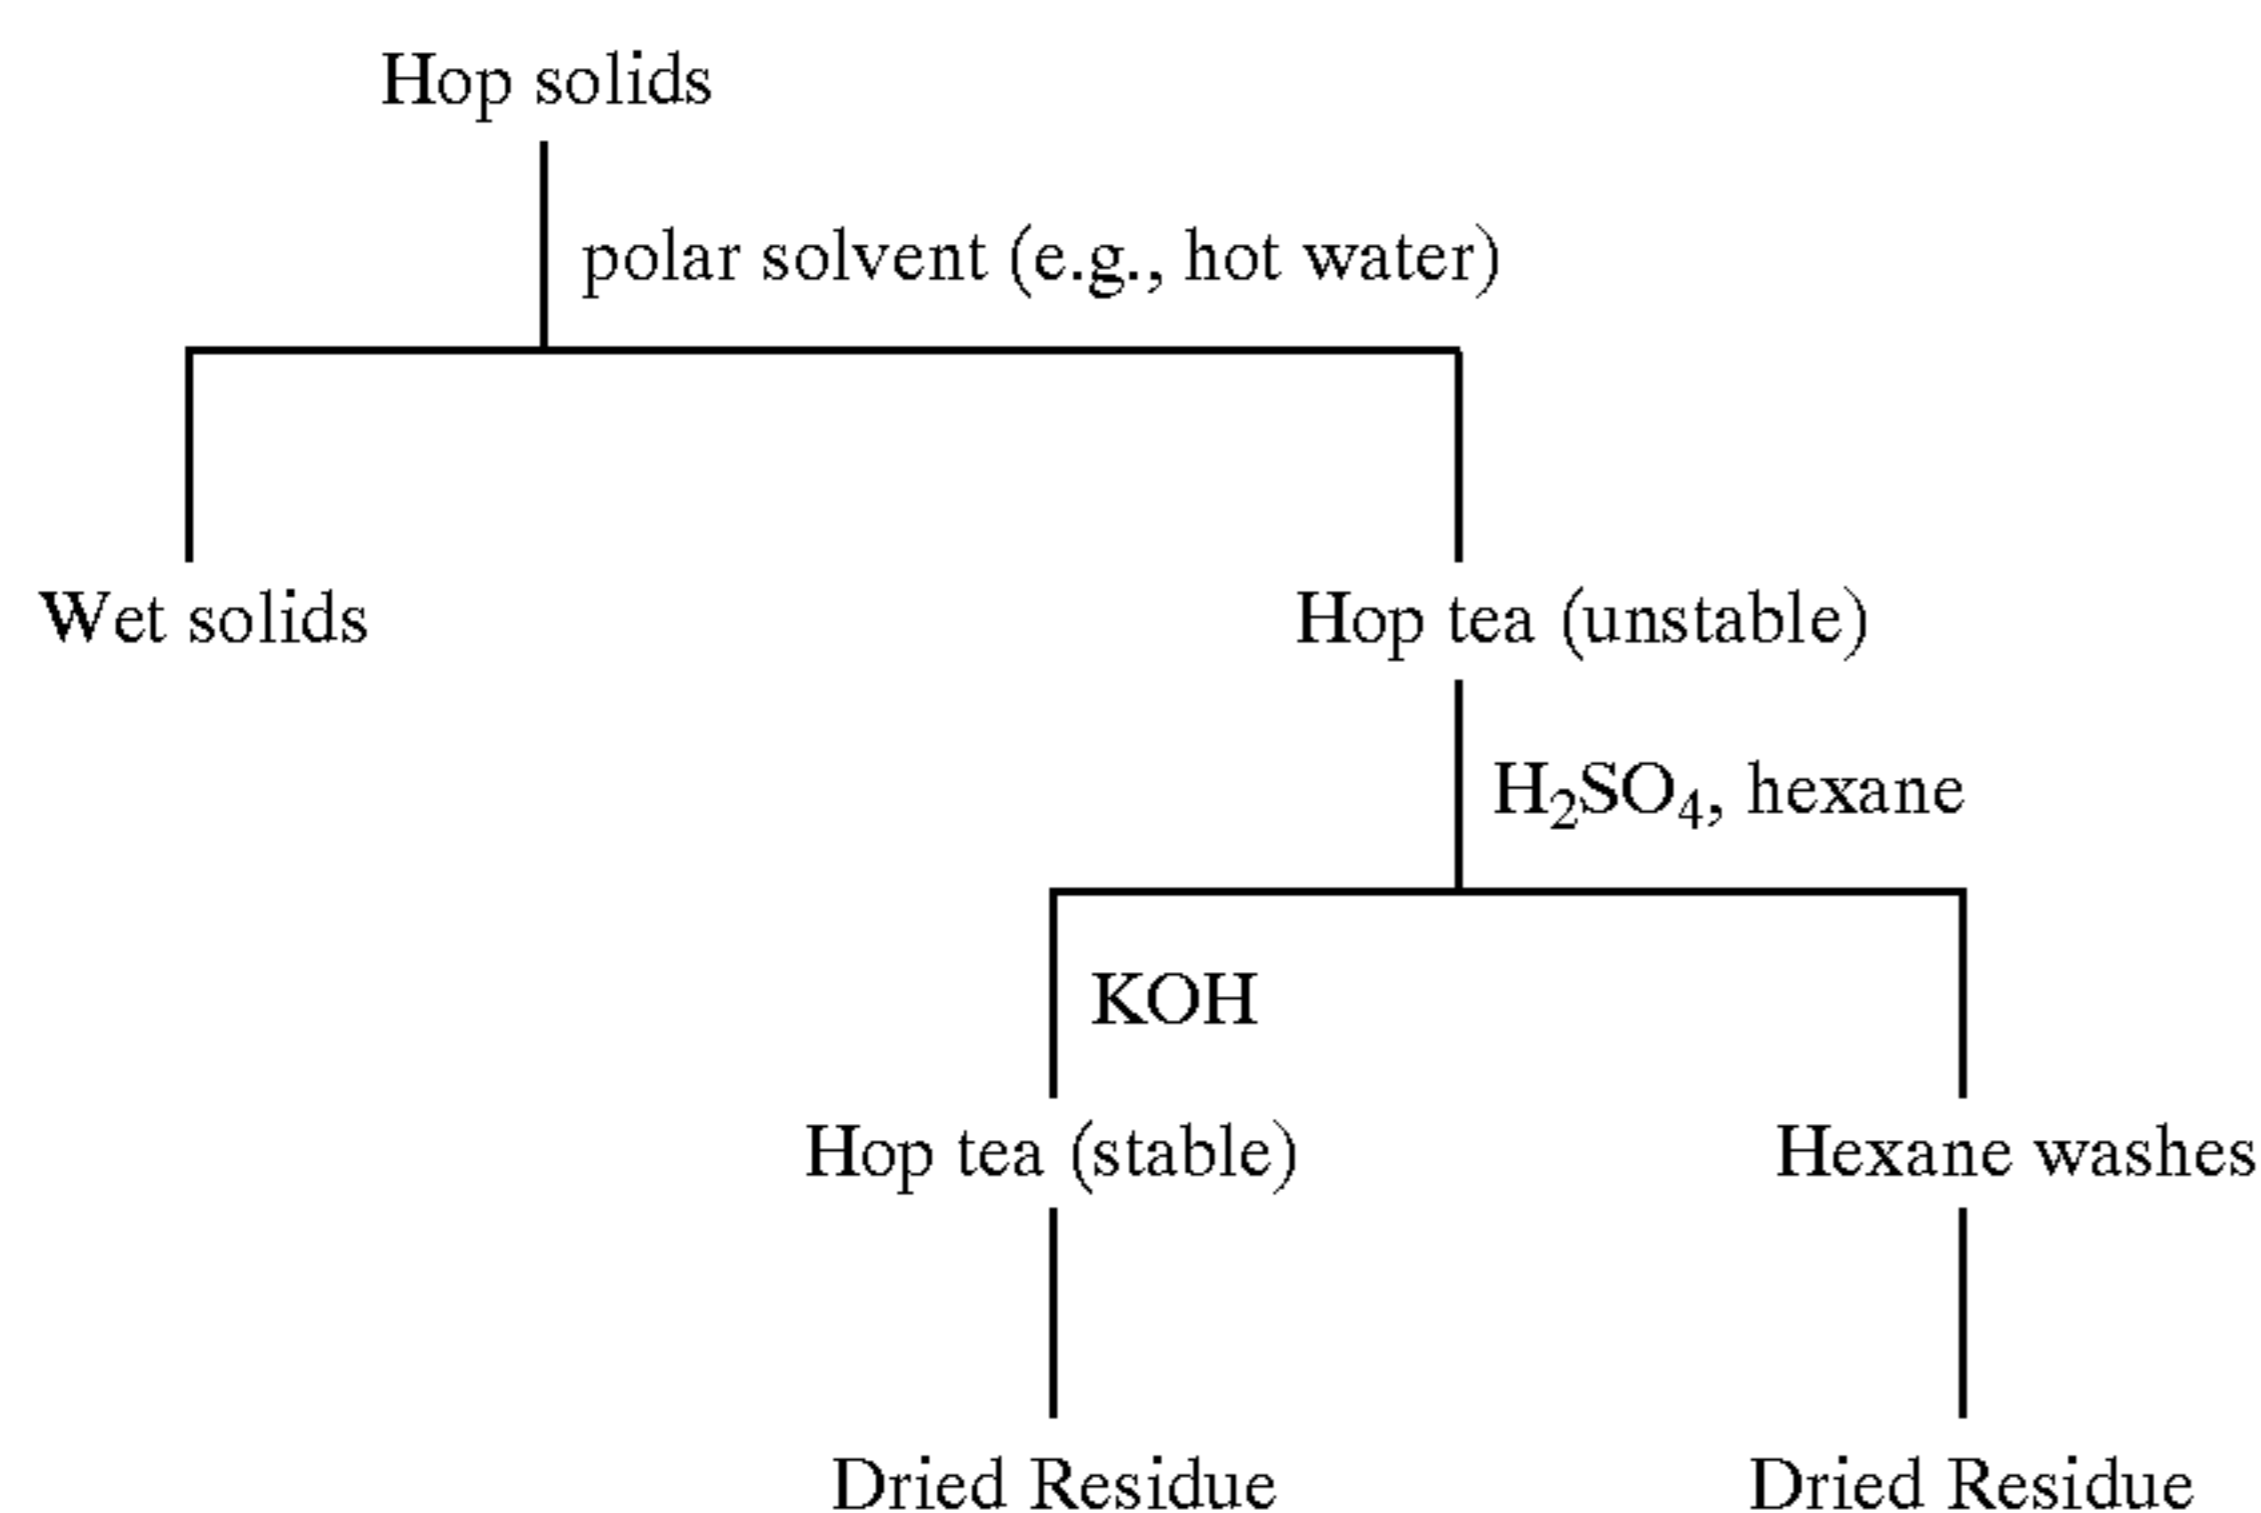 Hop solids
polar solvent (e.g., hot water)
Wet solids
Hop tea (unstable)
H₂SO₄, hexane
KOH
Hop tea (stable)
Hexane washes
Dried Residue
Dried Residue